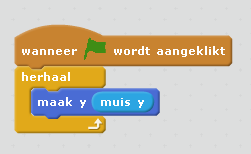 wanneer wordt aangeklikt
herhaal
maak y muis y